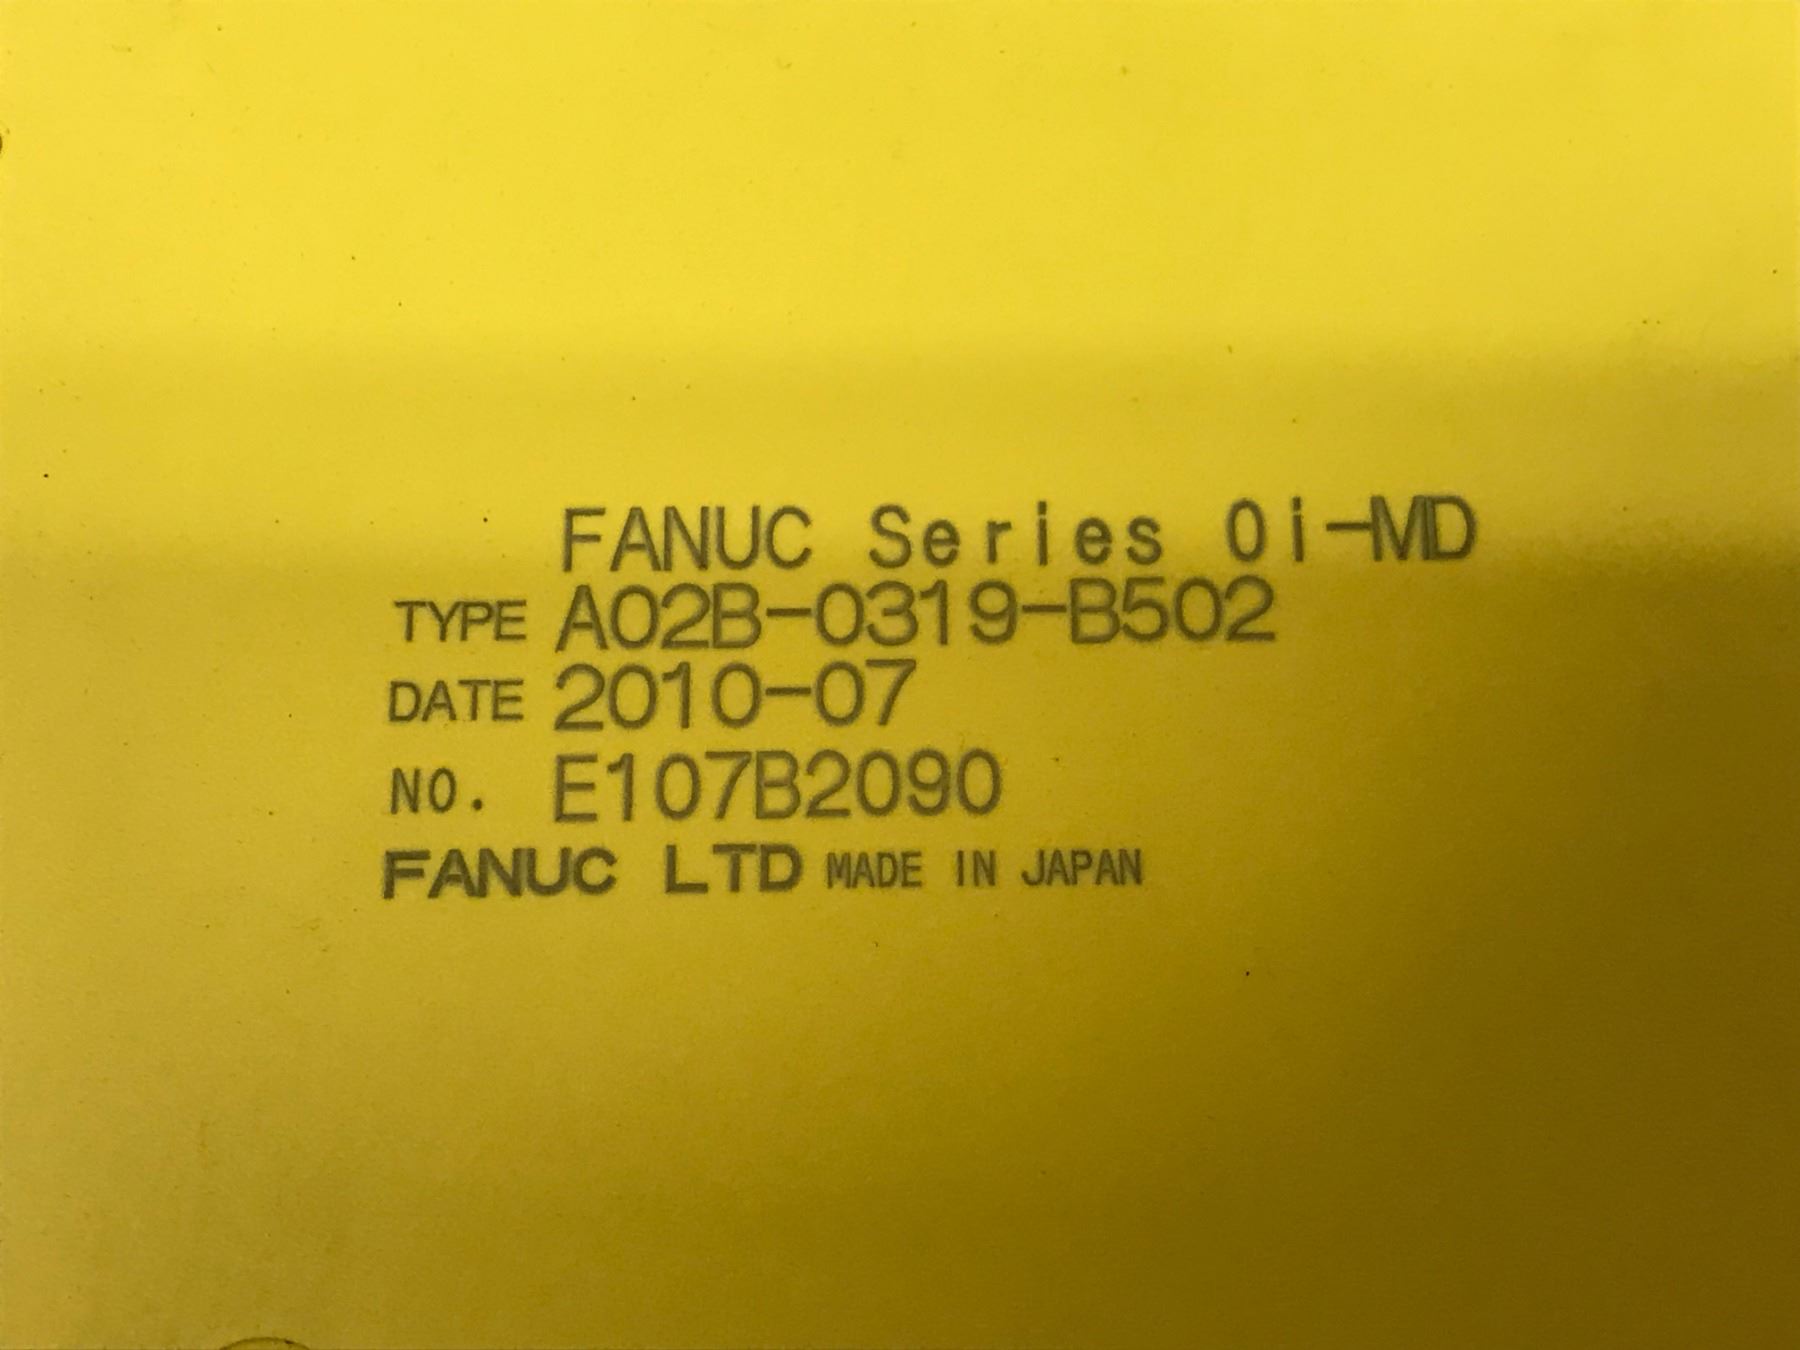 FANUC Series 0i-MD
TYPE A02B-0319-B502
DATE 2010-07
NO. E107B2090
FANUC LTD MADE IN JAPAN